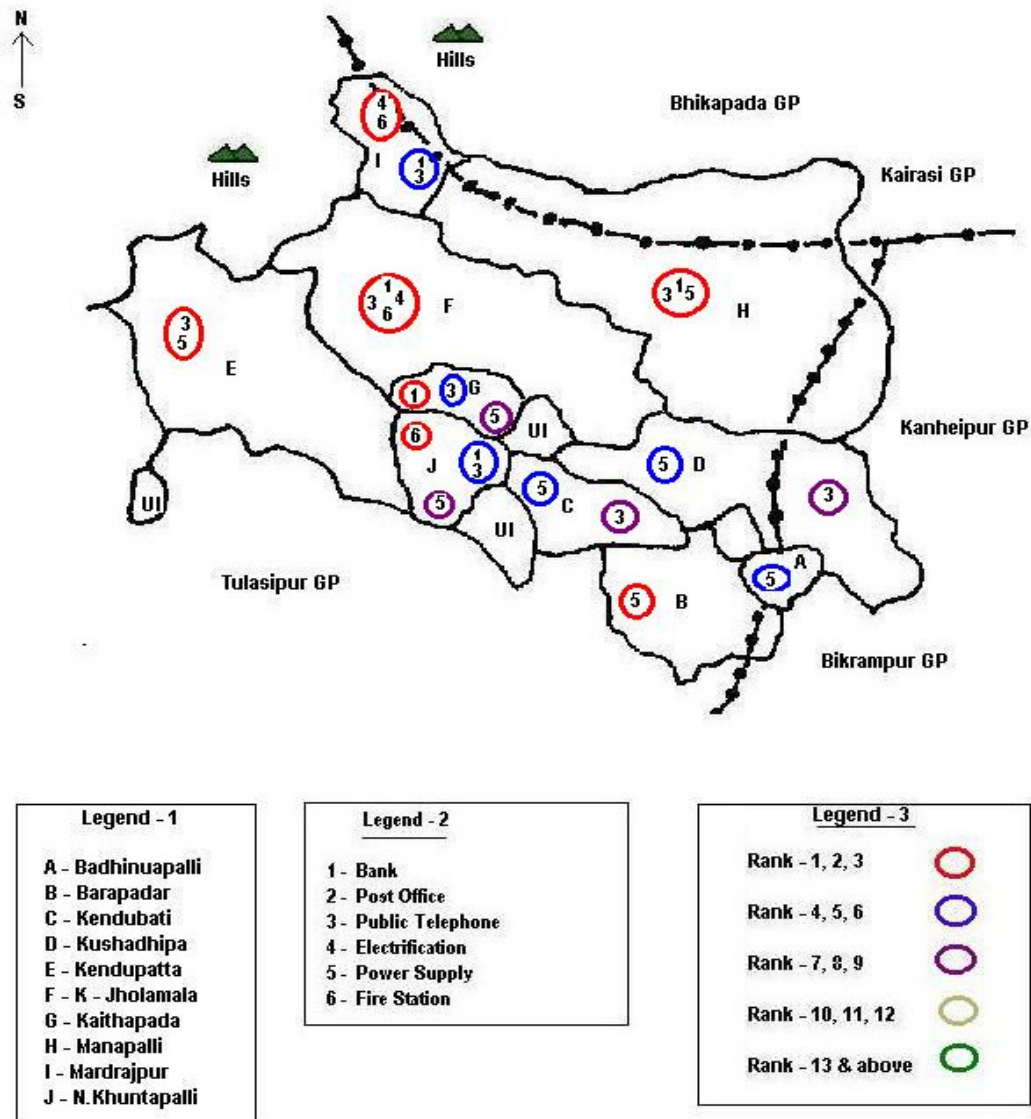 N
S
Hills
Hills
Bhikapada GP
Kairasi GP
4
6
I
1
3
1
3 4
6
F
3 1 5
H
3
5
E
1
3
G
5
UI
Kanheipur GP
6
J
1
3
5
UI
5
C
3
5
D
3
UI
A
5
Tulasipur GP
5
B
Bikrampur GP
Legend - 1
A - Badhinuapalli
B - Barapadar
C - Kendubati
D - Kushadhipa
E - Kendupatta
F - K - Jholamala
G - Kaithapada
H - Manapalli
I - Mardrajpur
J - N.Khuntapalli
Legend - 2
1 - Bank
2 - Post Office
3 - Public Telephone
4 - Electrification
5 - Power Supply
6 - Fire Station
Legend - 3
Rank - 1, 2, 3
Rank - 4, 5, 6
Rank - 7, 8, 9
Rank - 10, 11, 12
Rank - 13 & above